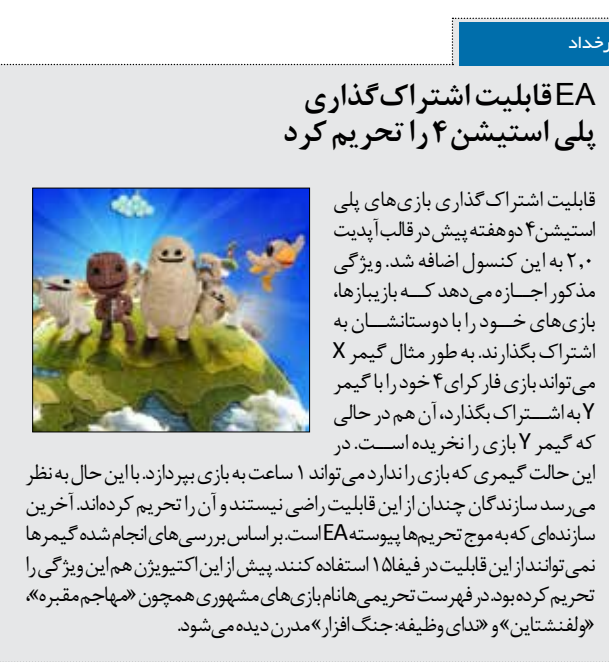 رخداد
EA قابلیت اشتراک‌گذاری
پلی استیشن ۴ را تحریم کرد
قابلیت اشتراک‌گذاری بازی‌های پلی
استیشن۴ دو هفته پیش در قالب آپدیت
۲,۰ به این کنسول اضافه شد. ویژگی
مذکور اجازه می‌دهد که بازیبازها،
بازی‌های خود را با دوستانشان به
اشتراک بگذارند. به طور مثال گیمر X
می‌تواند بازی فارکرای۴ خود را با گیمر
Y به اشتراک بگذارد، آن هم در حالی
که گیمر Y بازی را نخریده است. در
این حالت گیمری که بازی را ندارد می‌تواند ۱ ساعت به بازی بپردازد. با این حال به نظر
می‌رسد سازندگان چندان از این قابلیت راضی نیستند و آن را تحریم کرده‌اند. آخرین
سازنده‌ای که به موج تحریم‌ها پیوسته EA است. بر اساس بررسی‌های انجام شده گیمرها
نمی‌توانند از این قابلیت در فیفا۱۵ استفاده کنند. پیش از این اکتیویژن هم این ویژگی را
تحریم کرده بود. در فهرست تحریمی‌ها نام بازی‌های مشهوری همچون «مهاجم مقبره»،
«ولفنشتاین» و «ندای وظیفه: جنگ افزار» مدرن دیده می‌شود.